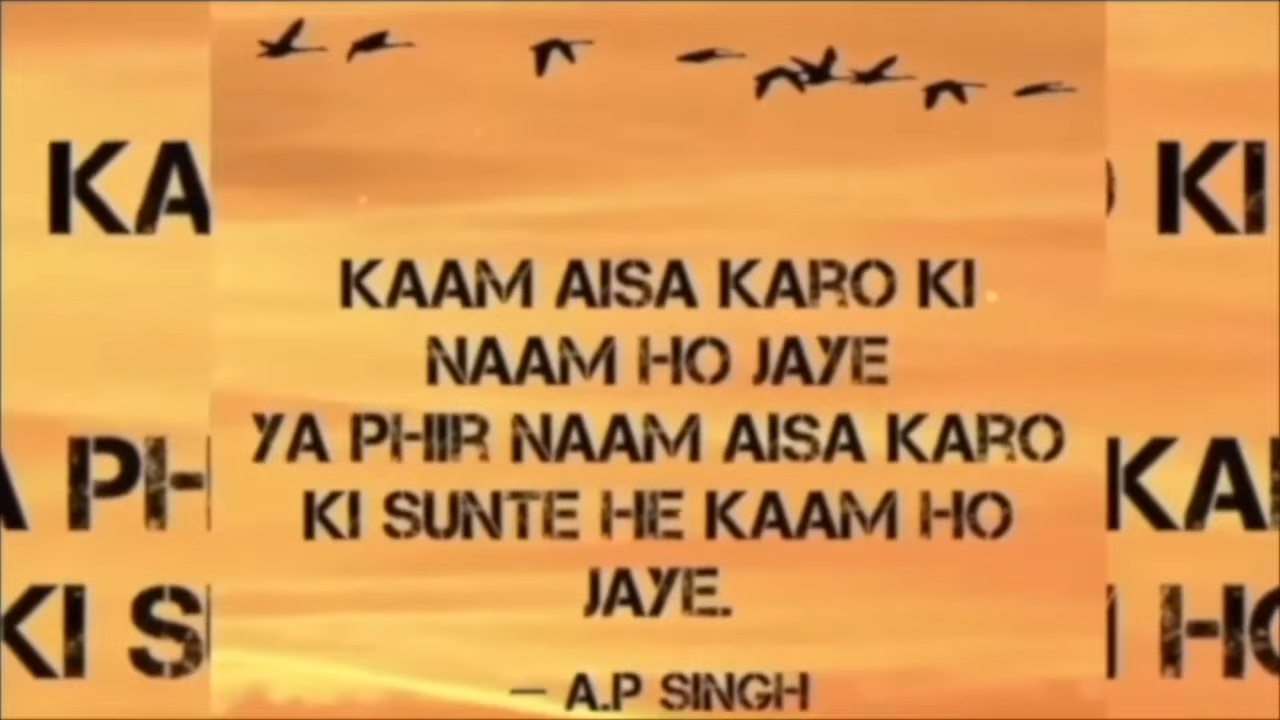 KAAM AISA KARO KI
NAAM HO JAYE
YA PHIR NAAM AISA KARO
KI SUNTE HE KAAM HO
JAYE.
— A.P SINGH